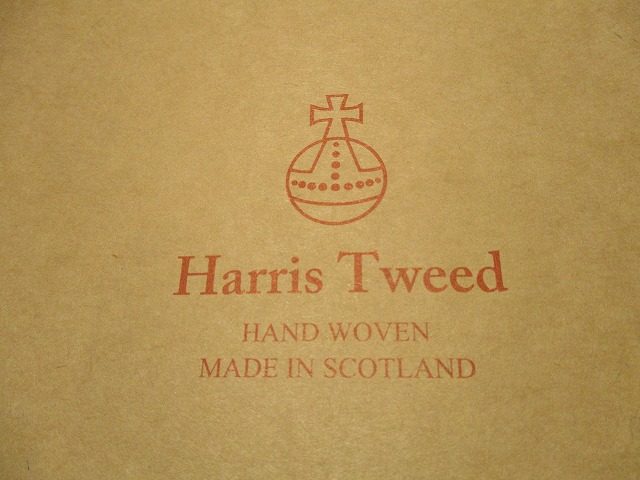 Harris Tweed
HAND WOVEN
MADE IN SCOTLAND